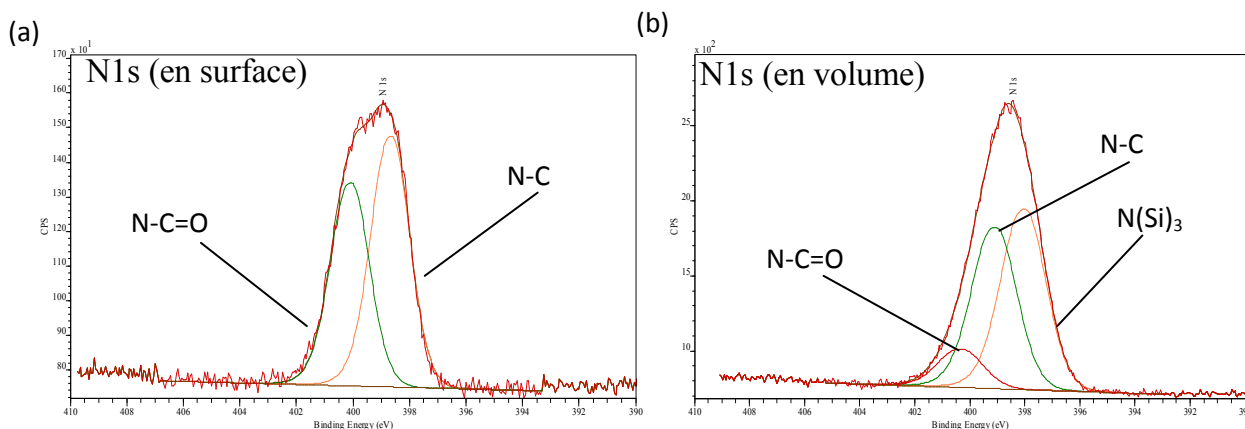 (a)
x 10^1
N1s (en surface)
N 1s
170
160
150
140
130
120
110
100
90
80
CPS
N-C=O
N-C
410
408
406
404
402
400
398
396
394
392
390
Binding Energy (eV)
(b)
x 10^2
N1s (en volume)
N 1s
25
20
15
10
CPS
N-C=O
N-C
N(Si)3
410
408
406
404
402
400
398
396
394
392
390
Binding Energy (eV)